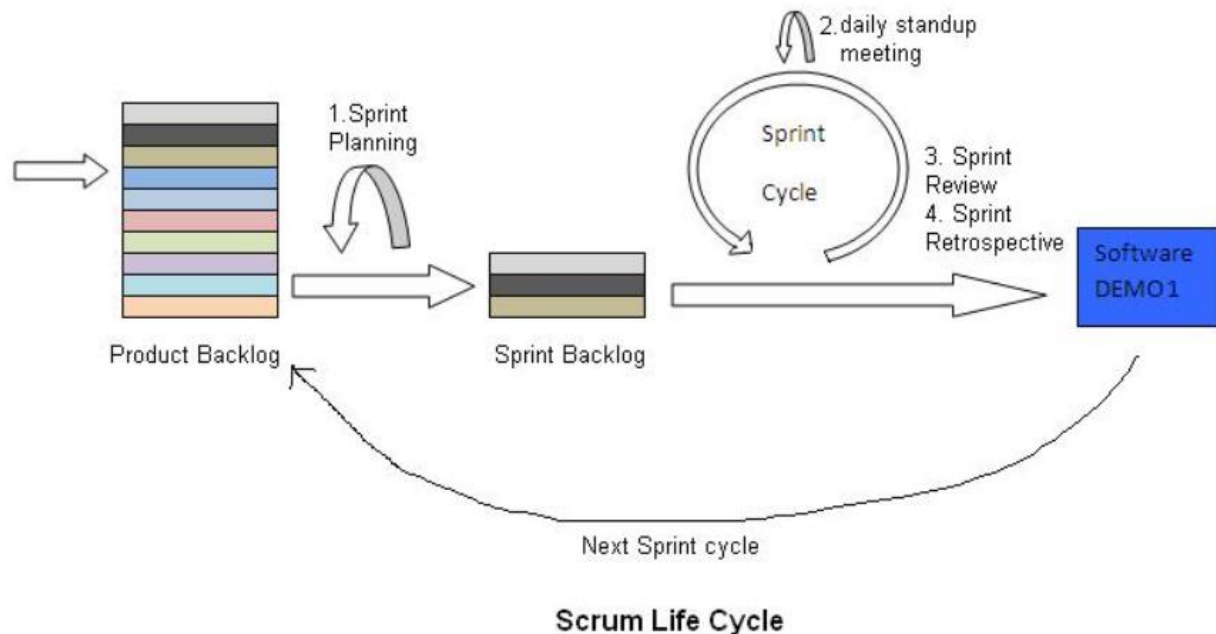 2.daily standup
meeting
1.Sprint
Planning
Sprint
Cycle
3. Sprint
Review
4. Sprint
Retrospective
Software
DEMO1
Product Backlog
Sprint Backlog
Next Sprint cycle
Scrum Life Cycle